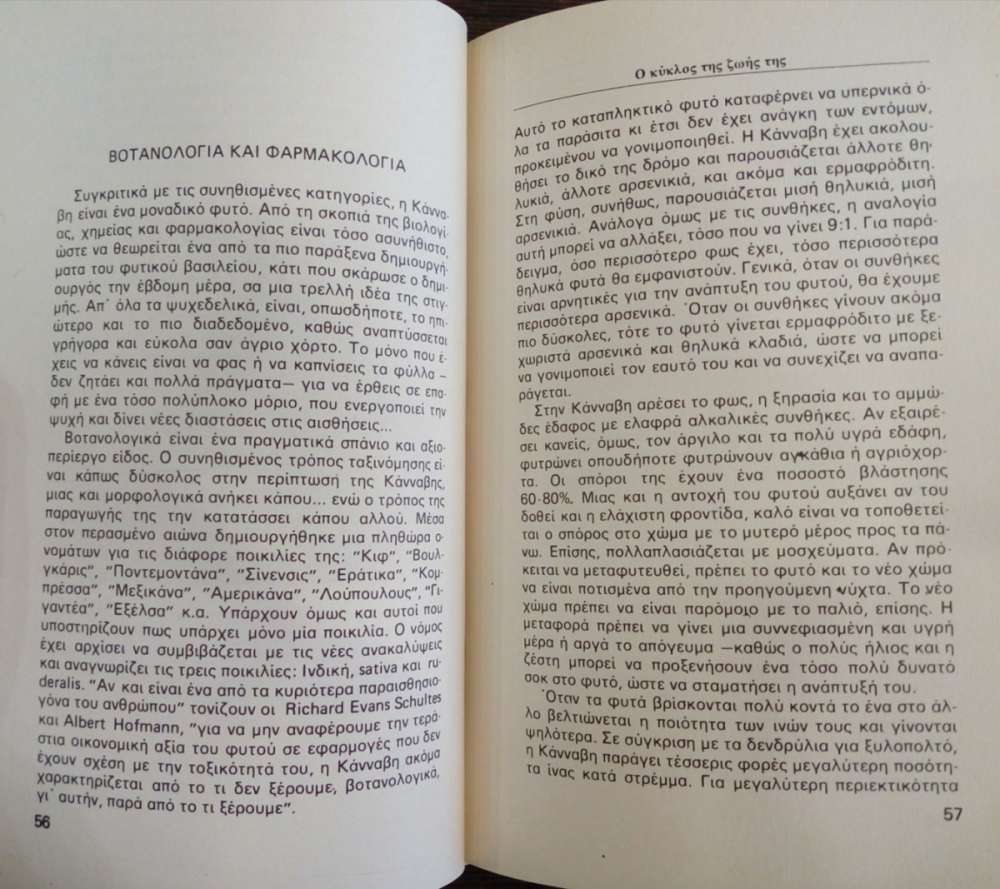 ΒΟΤΑΝΟΛΟΓΙΑ ΚΑΙ ΦΑΡΜΑΚΟΛΟΓΙΑ
Συγκριτικά με τις συνηθισμένες κατηγορίες, η Κάννα-
βη είναι ένα μοναδικό φυτό. Από τη σκοπιά της βιολογί-
ας, χημείας και φαρμακολογίας είναι τόσο ασυνήθιστο,
ώστε να θεωρείται ένα από τα πιο παράξενα δημιουργή-
ματα του φυτικού βασιλείου, κάτι που σκάρωσε ο δημι-
ουργός την έβδομη μέρα, σα μια τρελλή ιδέα της στιγ-
μής. Απ' όλα τα ψυχεδελικά, είναι, οπωσδήποτε, το ηπι-
ώτερο και το πιο διαδεδομένο, καθώς αναπτύσσεται
γρήγορα και εύκολα σαν άγριο χόρτο. Το μόνο που έ-
χεις να κάνεις είναι να φας ή να καπνίσεις τα φύλλα –
δεν ζητάει και πολλά πράγματα— για να έρθεις σε επα-
φή με ένα τόσο πολύπλοκο μόριο, που ενεργοποιεί την
ψυχή και δίνει νέες διαστάσεις στις αισθήσεις...
Βοτανολογικά είναι ένα πραγματικά σπάνιο και αξιο-
περίεργο είδος. Ο συνηθισμένος τρόπος ταξινόμησης εί-
ναι κάπως δύσκολος στην περίπτωση της Κάνναβης,
μιας και μορφολογικά ανήκει κάπου... ενώ ο τρόπος της
παραγωγής της την κατατάσσει κάπου αλλού. Μέσα
στον περασμένο αιώνα δημιουργήθηκε μια πληθώρα ο-
νομάτων για τις διάφορε ποικιλίες της: "Κιφ", "Βουλ-
γκάρις", "Ποντεμοντάνα", "Σίνενσις", "Εράτικα", "Κομ-
πρέσσα", "Μεξικάνα", "Αμερικάνα", "Λούπουλους", "Γι-
γαντέα", "Εξέλσα" κ.α. Υπάρχουν όμως και αυτοί που
υποστηρίζουν πως υπάρχει μόνο μία ποικιλία. Ο νόμος
έχει αρχίσει να συμβιβάζεται με τις νέες ανακαλύψεις
και αναγνωρίζει τις τρεις ποικιλίες: Ινδική, sativa και ru-
deralis. "Αν και είναι ένα από τα κυριότερα παραισθησιο-
γόνα του ανθρώπου" τονίζουν οι Richard Evans Schultes
και Albert Hofmann, "για να μην αναφέρουμε την τερά-
στια οικονομική αξία του φυτού σε εφαρμογές που δεν
έχουν σχέση με την τοξικότητά του, η Κάνναβη ακόμα
χαρακτηρίζεται από το τι δεν ξέρουμε, βοτανολογικά,
γι' αυτήν, παρά από το τι ξέρουμε".
56
Ο κύκλος της ζωής της
Αυτό το καταπληκτικό φυτό καταφέρνει να υπερνικά ό-
λα τα παράσιτα κι έτσι δεν έχει ανάγκη των εντόμων,
προκειμένου να γονιμοποιηθεί. Η Κάνναβη έχει ακολου-
θήσει το δικό της δρόμο και παρουσιάζεται άλλοτε θη-
λυκιά, άλλοτε αρσενικιά, και ακόμα και ερμαφρόδιτη.
Στη φύση, συνήθως, παρουσιάζεται μισή θηλυκιά, μισή
αρσενικιά. Ανάλογα όμως με τις συνθήκες, η αναλογία
αυτή μπορεί να αλλάξει, τόσο που να γίνει 9:1. Για παρά-
δειγμα, όσο περισσότερο φως έχει, τόσο περισσότερα
θηλυκά φυτά θα εμφανιστούν. Γενικά, όταν οι συνθήκες
είναι αρνητικές για την ανάπτυξη του φυτού, θα έχουμε
περισσότερα αρσενικά. Όταν οι συνθήκες γίνουν ακόμα
πιο δύσκολες, τότε το φυτό γίνεται ερμαφρόδιτο με ξε-
χωριστά αρσενικά και θηλυκά κλαδιά, ώστε να μπορεί
να γονιμοποιεί τον εαυτό του και να συνεχίζει να αναπα-
ράγεται.
Στην Κάνναβη αρέσει το φως, η ξηρασία και το αμμώ-
δες έδαφος με ελαφρά αλκαλικές συνθήκες. Αν εξαιρέ-
σει κανείς, όμως, τον άργιλο και τα πολύ υγρά εδάφη,
φυτρώνει οπουδήποτε φυτρώνουν αγκάθια ή αγριόχορ-
τα. Οι σπόροι της έχουν ένα ποσοστό βλάστησης
60-80%. Μιας και η αντοχή του φυτού αυξάνει αν του
δοθεί και η ελάχιστη φροντίδα, καλό είναι να τοποθετεί-
ται ο σπόρος στο χώμα με το μυτερό μέρος προς τα πά-
νω. Επίσης, πολλαπλασιάζεται με μοσχεύματα. Αν πρό-
κειται να μεταφυτευθεί, πρέπει το φυτό και το νέο χώμα
να είναι ποτισμένα από την προηγούμενη νύχτα. Το νέο
χώμα πρέπει να είναι παρόμοιο με το παλιό, επίσης. Η
μεταφορά πρέπει να γίνει μια συννεφιασμένη και υγρή
μέρα ή αργά το απόγευμα —καθώς ο πολύς ήλιος και η
ζέστη μπορεί να προξενήσουν ένα τόσο πολύ δυνατό
σοκ στο φυτό, ώστε να σταματήσει η ανάπτυξή του.
Όταν τα φυτά βρίσκονται πολύ κοντά το ένα στο άλ-
λο βελτιώνεται η ποιότητα των ινών τους και γίνονται
ψηλότερα. Σε σύγκριση με τα δενδρύλια για ξυλοπολτό,
η Κάνναβη παράγει τέσσερις φορές μεγαλύτερη ποσότη-
τα ίνας κατά στρέμμα. Για μεγαλύτερη περιεκτικότητα
57